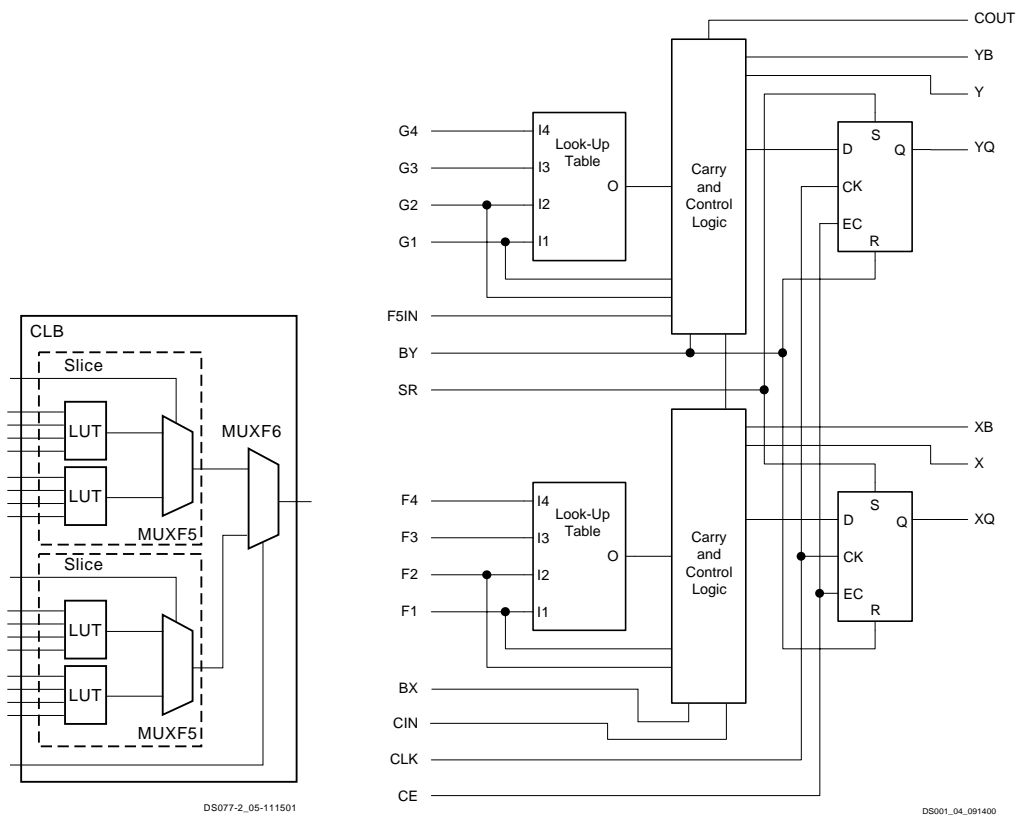 CLB
Slice
LUT
LUT
MUXF5
MUXF6
Slice
LUT
LUT
MUXF5
DS077-2_05-111501
COUT
YB
Y
G4
I4
Look-Up
Table
G3
I3
O
G2
I2
G1
I1
Carry
and
Control
Logic
S
D
Q
YQ
CK
EC
R
F5IN
BY
SR
XB
X
F4
I4
Look-Up
Table
F3
I3
O
F2
I2
F1
I1
Carry
and
Control
Logic
S
D
Q
XQ
CK
EC
R
BX
CIN
CLK
CE
DS001_04_091400